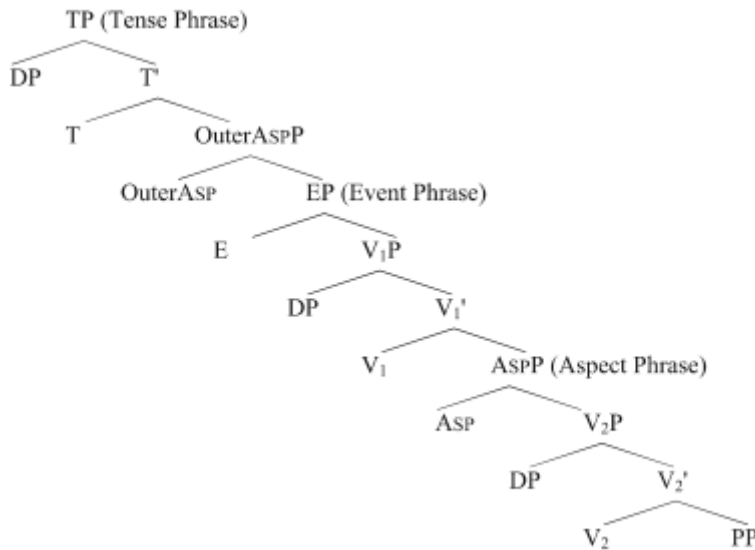 TP (Tense Phrase)
DP T'
T OuterAspP
OuterAsp EP (Event Phrase)
E V₁P
DP V₁'
V₁ AspP (Aspect Phrase)
Asp V₂P
DP V₂'
V₂ PP